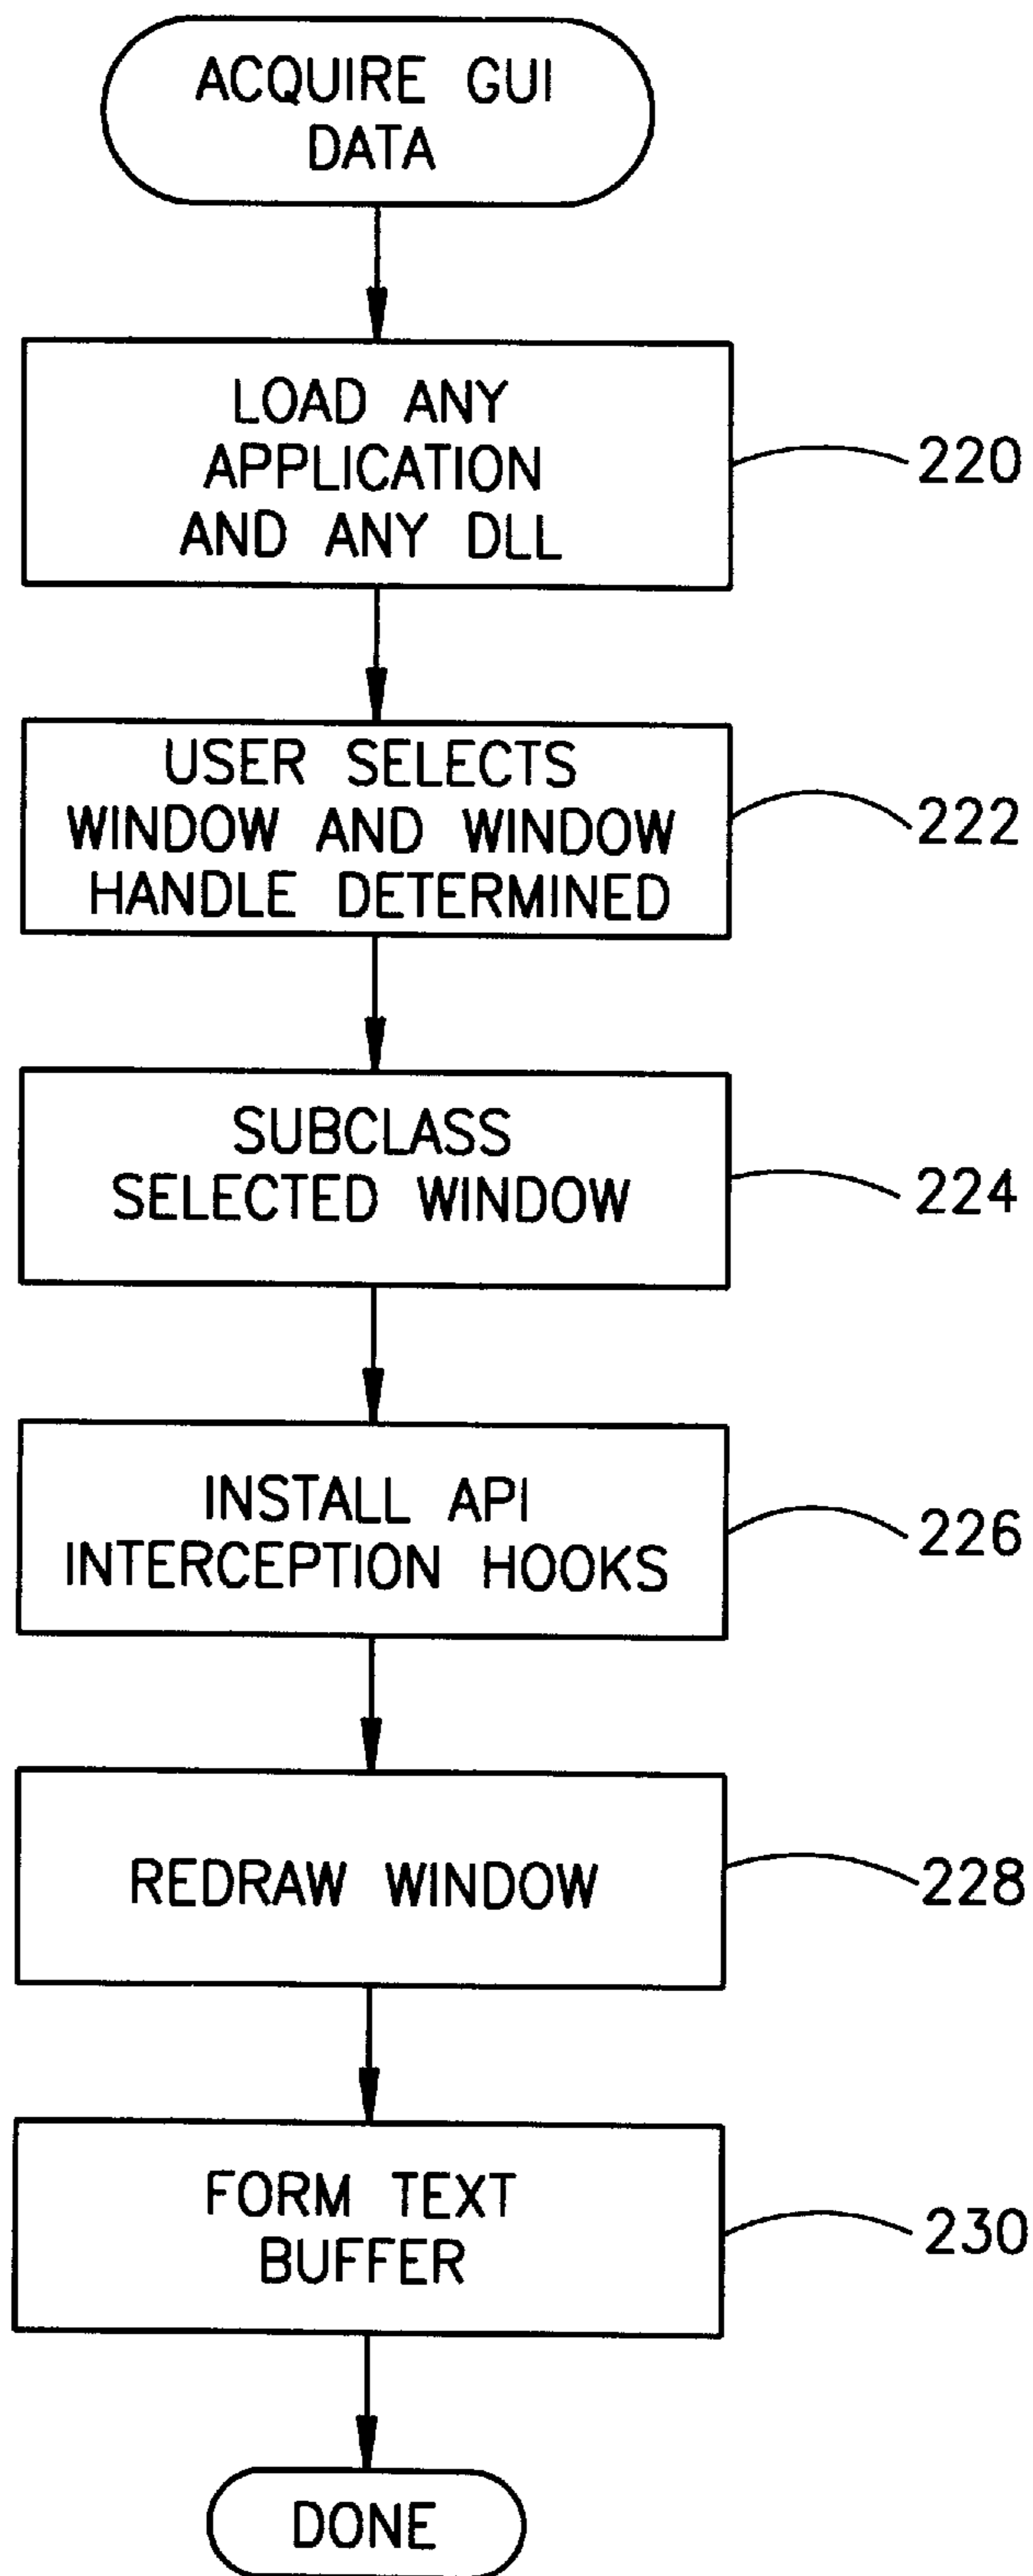 ACQUIRE GUI
DATA
LOAD ANY
APPLICATION
AND ANY DLL
220
USER SELECTS
WINDOW AND WINDOW
HANDLE DETERMINED
222
SUBCLASS
SELECTED WINDOW
224
INSTALL API
INTERCEPTION HOOKS
226
REDRAW WINDOW
228
FORM TEXT
BUFFER
230
DONE